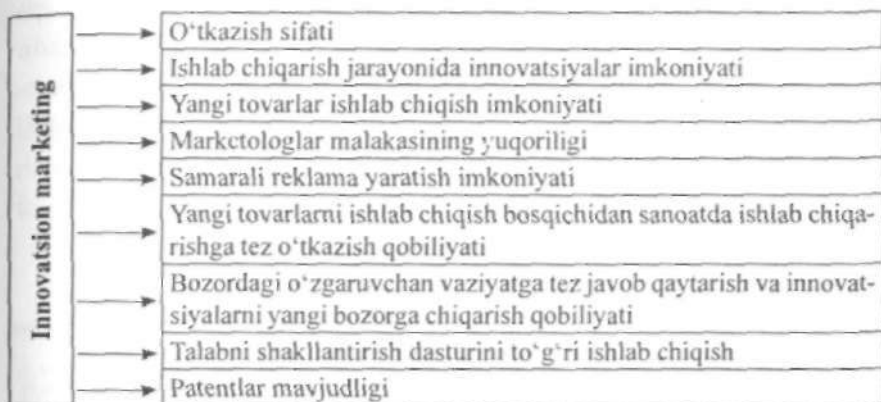 Innovatsion marketing
O‘tkazish sifati
Ishlab chiqarish jarayonida innovatsiyalar imkoniyati
Yangi tovarlar ishlab chiqish imkoniyati
Marketologlar malakasining yuqoriligi
Samarali reklama yaratish imkoniyati
Yangi tovarlarni ishlab chiqish bosqichidan sanoatda ishlab chiqa-
rishga tez o‘tkazish qobiliyati
Bozordagi o‘zgaruvchan vaziyatga tez javob qaytarish va innovat-
siyalarni yangi bozorga chiqarish qobiliyati
Talabni shakllantirish dasturini to‘g‘ri ishlab chiqish
Patentlar mavjudligi